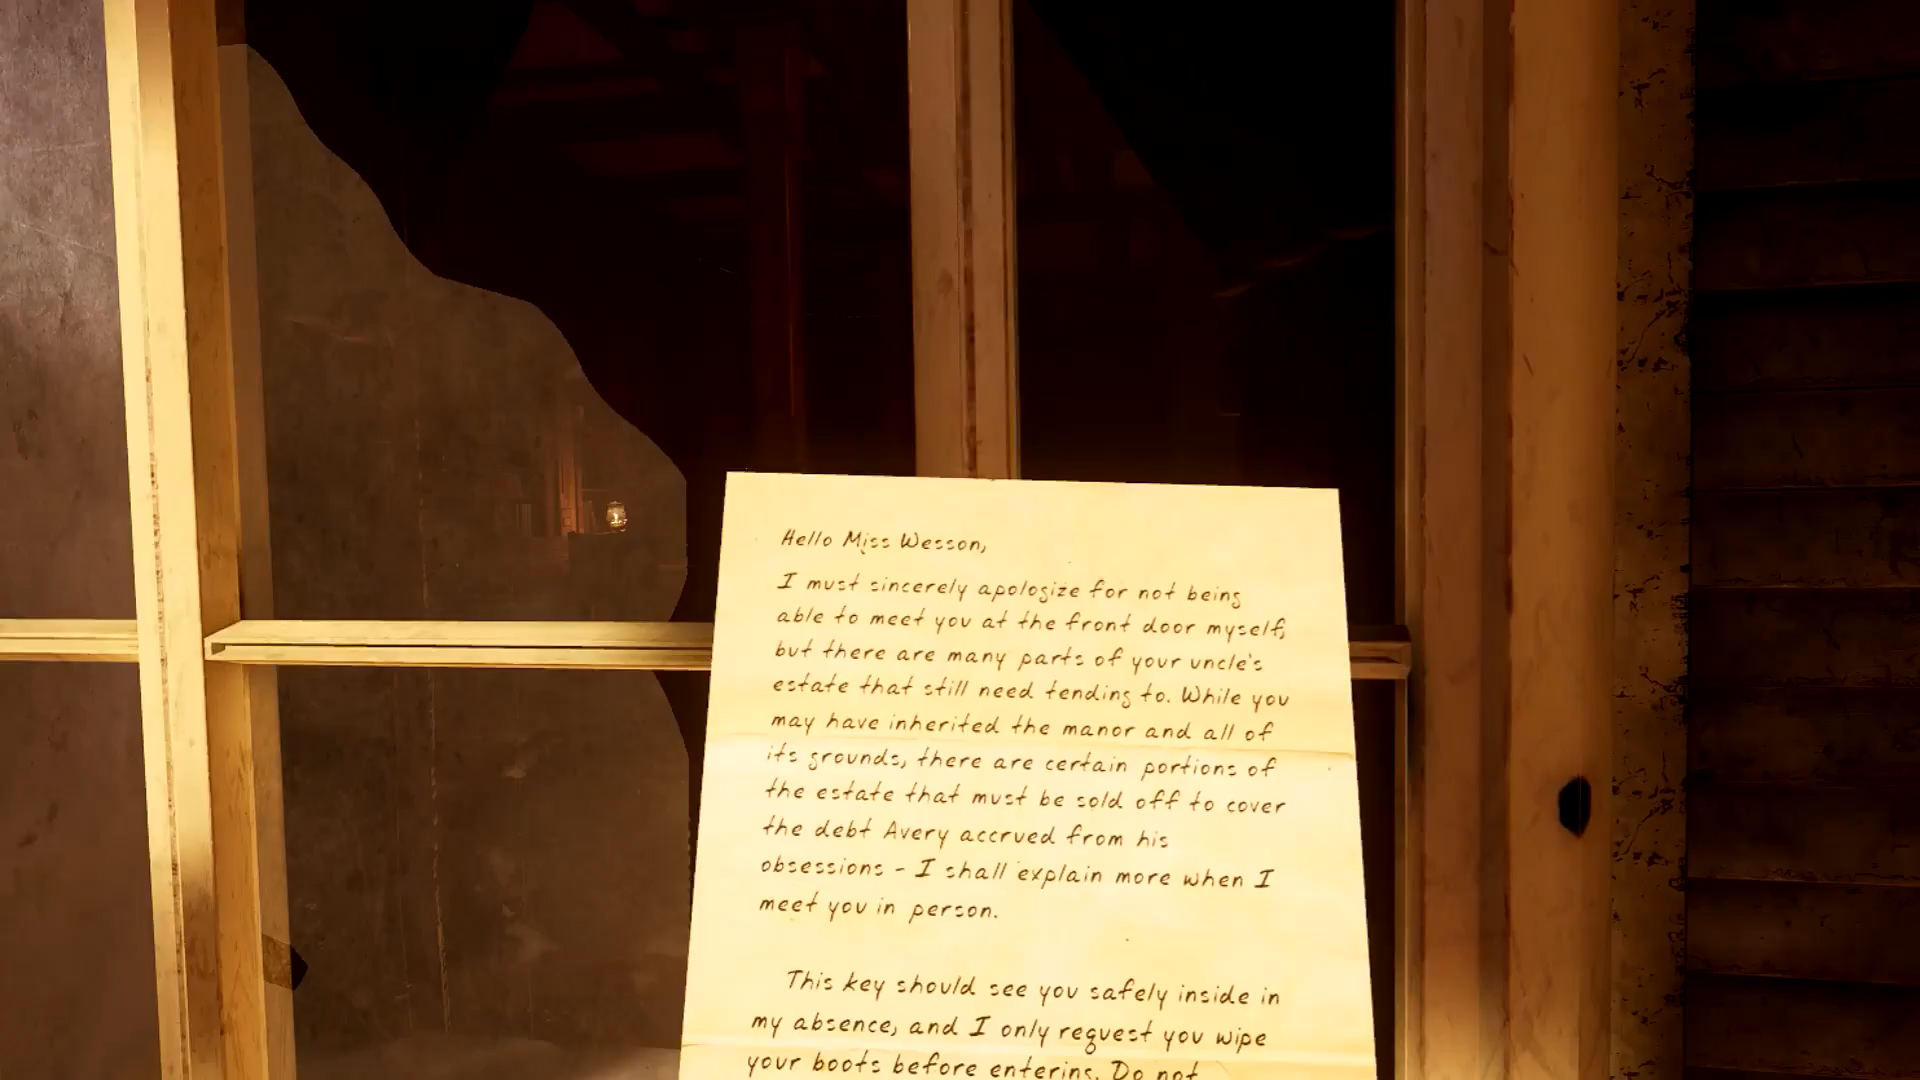 Hello Miss Wesson,
I must sincerely apologize for not being
able to meet you at the front door myself,
but there are many parts of your uncle's
estate that still need tending to. While you
may have inherited the manor and all of
its grounds, there are certain portions of
the estate that must be sold off to cover
the debt Avery accrued from his
obsessions - I shall explain more when I
meet you in person.
This key should see you safely inside in
my absence, and I only request you wipe
your boots before entering. Do not